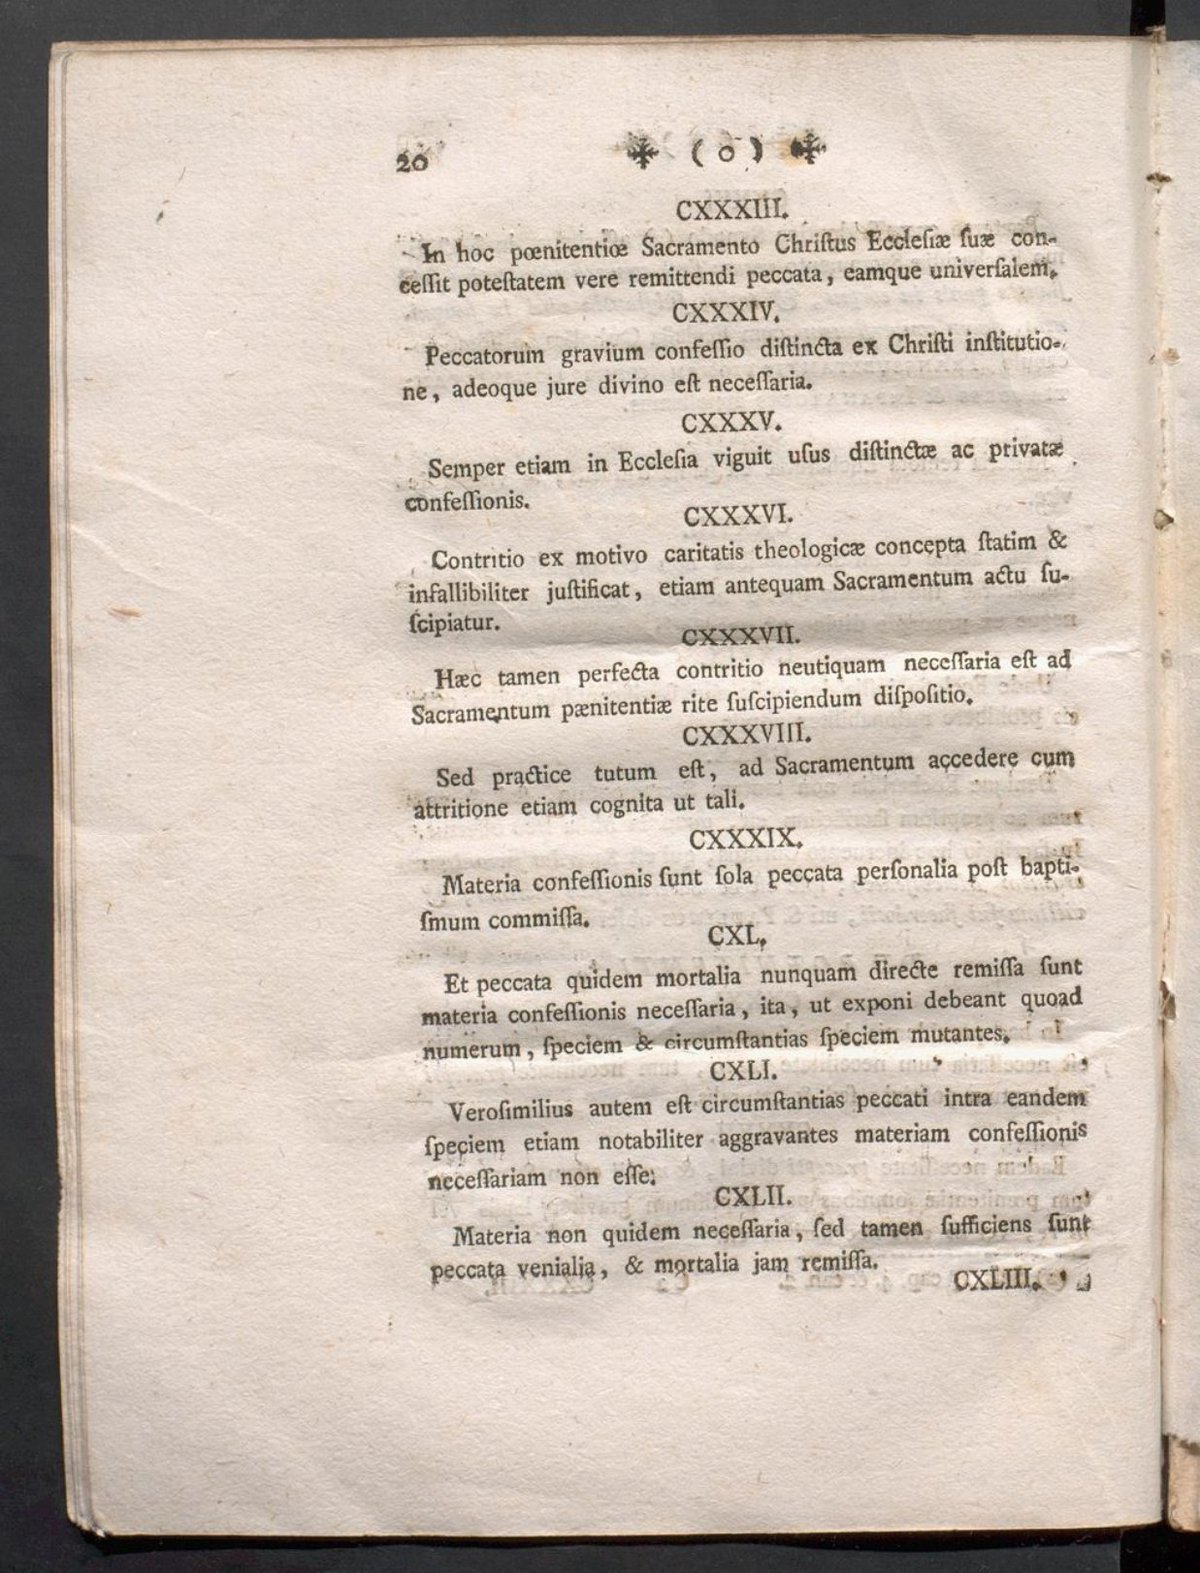 20 ( o )
CXXXIII.
In hoc pœnitentiœ Sacramento Chriſtus Eccleſiæ ſuæ con-
ceſſit poteſtatem vere remittendi peccata, eamque univerſalem.
CXXXIV.
Peccatorum gravium confeſſio diſtincta ex Chriſti inſtitutio-
ne, adeoque jure divino eſt neceſſaria.
CXXXV.
Semper etiam in Eccleſia viguit uſus diſtinctæ ac privatæ
confeſſionis.
CXXXVI.
Contritio ex motivo caritatis theologicæ concepta ſtatim &
infallibiliter juſtificat, etiam antequam Sacramentum actu ſu-
ſcipiatur.
CXXXVII.
Hæc tamen perfecta contritio neutiquam neceſſaria eſt ad
Sacramentum pænitentiæ rite ſuſcipiendum diſpoſitio.
CXXXVIII.
Sed practice tutum eſt, ad Sacramentum accedere cum
attritione etiam cognita ut tali.
CXXXIX.
Materia confeſſionis ſunt ſola peccata perſonalia poſt bapti-
ſmum commiſſa.
CXL.
Et peccata quidem mortalia nunquam directe remiſſa ſunt
materia confeſſionis neceſſaria, ita, ut exponi debeant quoad
numerum, ſpeciem & circumſtantias ſpeciem mutantes.
CXLI.
Veroſimilius autem eſt circumſtantias peccati intra eandem
ſpeciem etiam notabiliter aggravantes materiam confeſſionis
neceſſariam non eſſe.
CXLII.
Materia non quidem neceſſaria, ſed tamen ſufficiens ſunt
peccata venialia, & mortalia jam remiſſa.
CXLIII.